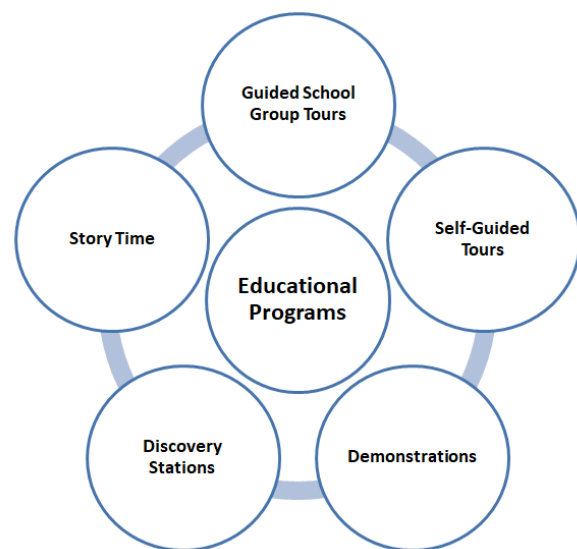 Guided School
Group Tours
Self-Guided
Tours
Story Time
Educational
Programs
Discovery
Stations
Demonstrations